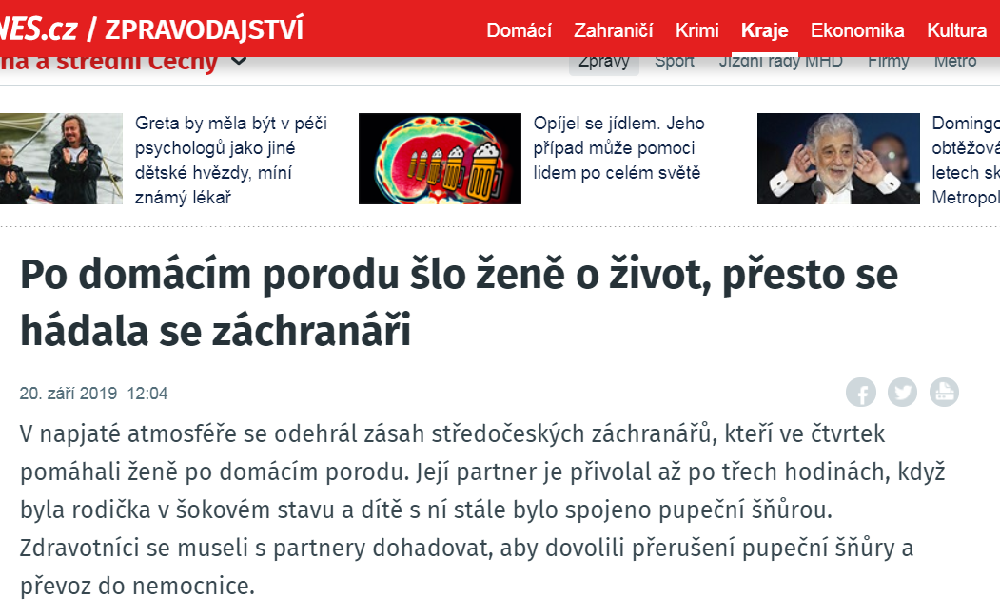 NES.cz / ZPRAVODAJSTVÍ
Domácí Zahraničí Krimi Kraje Ekonomika Kultura
na a střední Čechy
Zprávy Sport Jízdní řády MHD Firmy Metro
Greta by měla být v péči
psychologů jako jiné
dětské hvězdy, míní
známý lékař
Opíjel se jídlem. Jeho
případ může pomoci
lidem po celém světě
Domingo
obtěžová
letech sk
Metropol
Po domácím porodu šlo ženě o život, přesto se
hádala se záchranáři
20. září 2019 12:04
V napjaté atmosféře se odehrál zásah středočeských záchranářů, kteří ve čtvrtek
pomáhali ženě po domácím porodu. Její partner je přivolal až po třech hodinách, když
byla rodička v šokovém stavu a dítě s ní stále bylo spojeno pupeční šňůrou.
Zdravotníci se museli s partnery dohadovat, aby dovolili přerušení pupeční šňůry a
převoz do nemocnice.